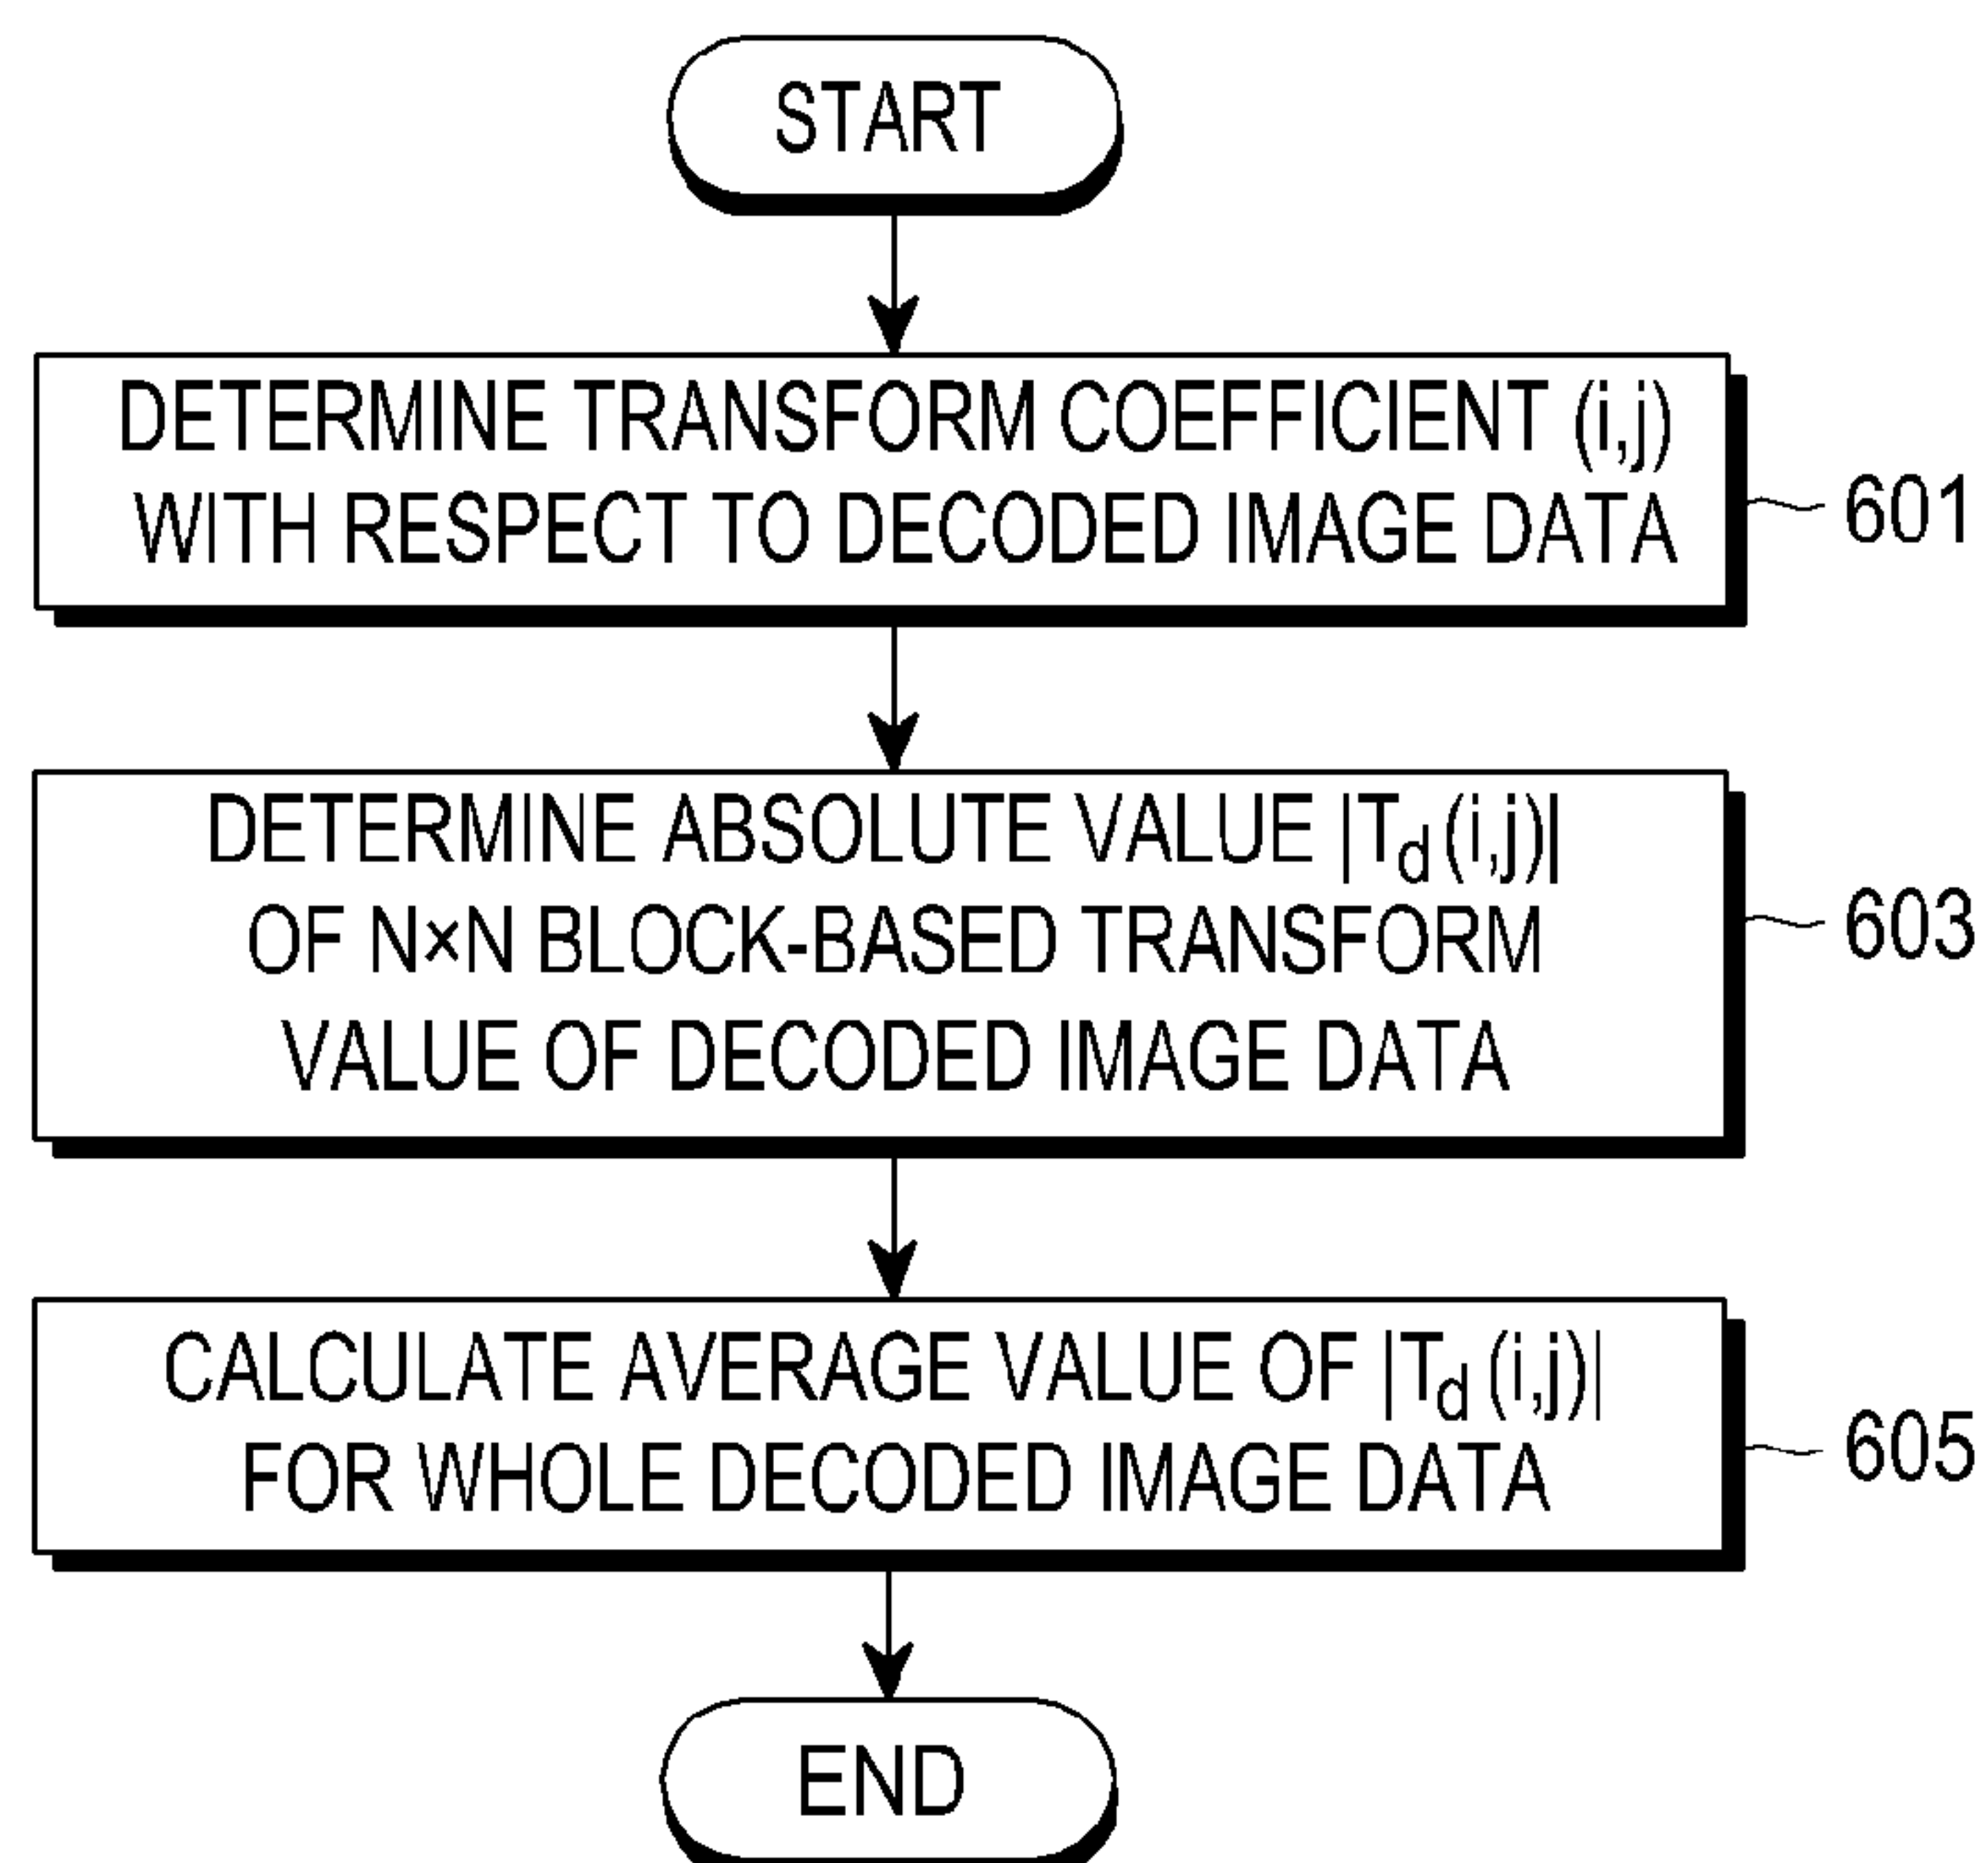 START
DETERMINE TRANSFORM COEFFICIENT (i,j)
WITH RESPECT TO DECODED IMAGE DATA
601
DETERMINE ABSOLUTE VALUE |Td(i,j)|
OF N×N BLOCK-BASED TRANSFORM
VALUE OF DECODED IMAGE DATA
603
CALCULATE AVERAGE VALUE OF |Td(i,j)|
FOR WHOLE DECODED IMAGE DATA
605
END